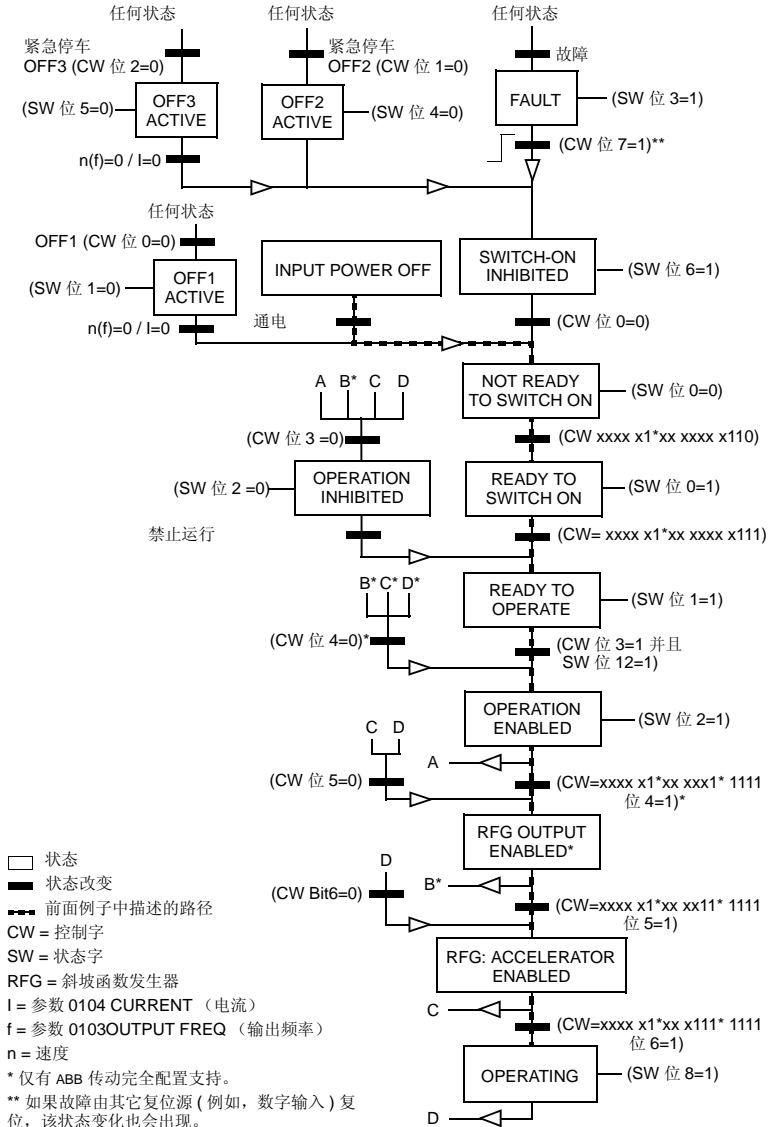 任何状态
任何状态
任何状态
紧急停车
OFF3 (CW 位 2=0)
紧急停车
OFF2 (CW 位 1=0)
故障
(SW 位 5=0)
OFF3
ACTIVE
OFF2
ACTIVE
(SW 位 4=0)
FAULT
(SW 位 3=1)
n(f)=0 / I=0
(CW 位 7=1)**
任何状态
OFF1 (CW 位 0=0)
(SW 位 1=0)
OFF1
ACTIVE
INPUT POWER OFF
SWITCH-ON
INHIBITED
(SW 位 6=1)
n(f)=0 / I=0
通电
(CW 位 0=0)
A B* C D
NOT READY
TO SWITCH ON
(SW 位 0=0)
(CW 位 3 =0)
(CW xxxx x1*xx xxxx x110)
(SW 位 2 =0)
OPERATION
INHIBITED
READY TO
SWITCH ON
(SW 位 0=1)
禁止运行
(CW= xxxx x1*xx xxxx x111)
B* C* D*
READY TO
OPERATE
(SW 位 1=1)
(CW 位 4=0)*
(CW 位 3=1 并且
SW 位 12=1)
C D
OPERATION
ENABLED
(SW 位 2=1)
A
(CW 位 5=0)
(CW=xxxx x1*xx xxx1* 1111
位 4=1)*
RFG OUTPUT
ENABLED*
D
B*
(CW Bit6=0)
(CW=xxxx x1*xx xx11* 1111
位 5=1)
RFG: ACCELERATOR
ENABLED
C
(CW=xxxx x1*xx x111* 1111
位 6=1)
OPERATING
(SW 位 8=1)
D
状态
状态改变
前面例子中描述的路径
CW = 控制字
SW = 状态字
RFG = 斜坡函数发生器
I = 参数 0104 CURRENT （电流）
f = 参数 0103OUTPUT FREQ （输出频率）
n = 速度
* 仅有 ABB 传动完全配置支持。
** 如果故障由其它复位源 ( 例如，数字输入 ) 复
位，该状态变化也会出现。